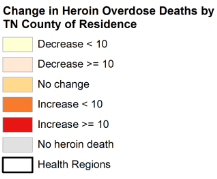 Change in Heroin Overdose Deaths by
TN County of Residence
Decrease < 10
Decrease >= 10
No change
Increase < 10
Increase >= 10
No heroin death
Health Regions